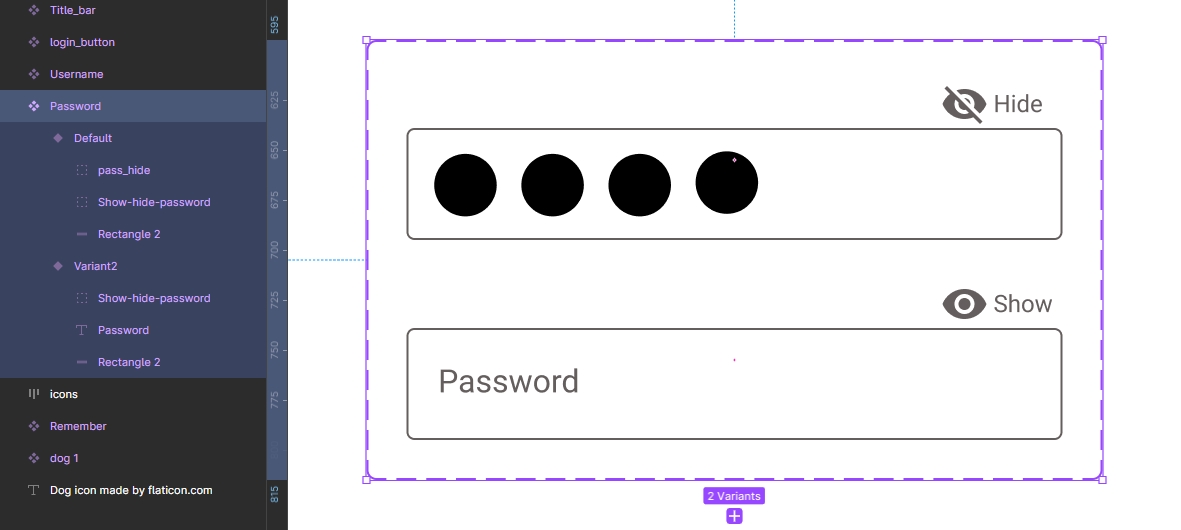 Title_bar
login_button
Username
Password
Default
pass_hide
Show-hide-password
Rectangle 2
Variant2
Show-hide-password
Password
Rectangle 2
icons
Remember
dog 1
Dog icon made by flaticon.com
595
625
650
675
700
725
750
775
815
Hide
Show
Password
2 Variants